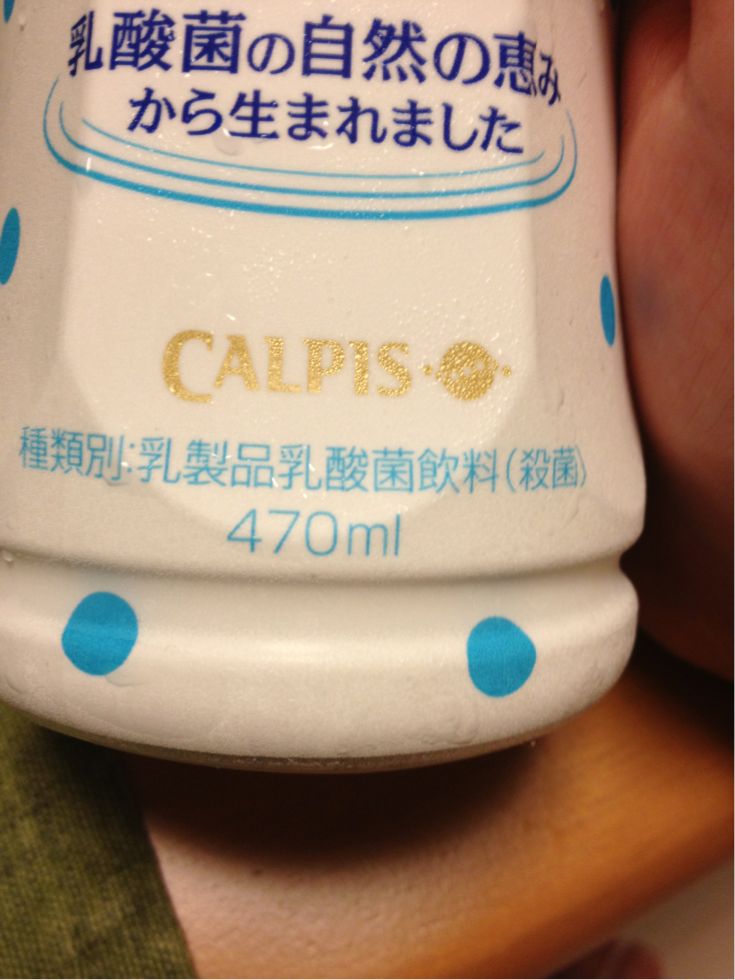 乳酸菌の自然の恵み
から生まれました
CALPIS
種類別:乳製品乳酸菌飲料(殺菌)
470ml